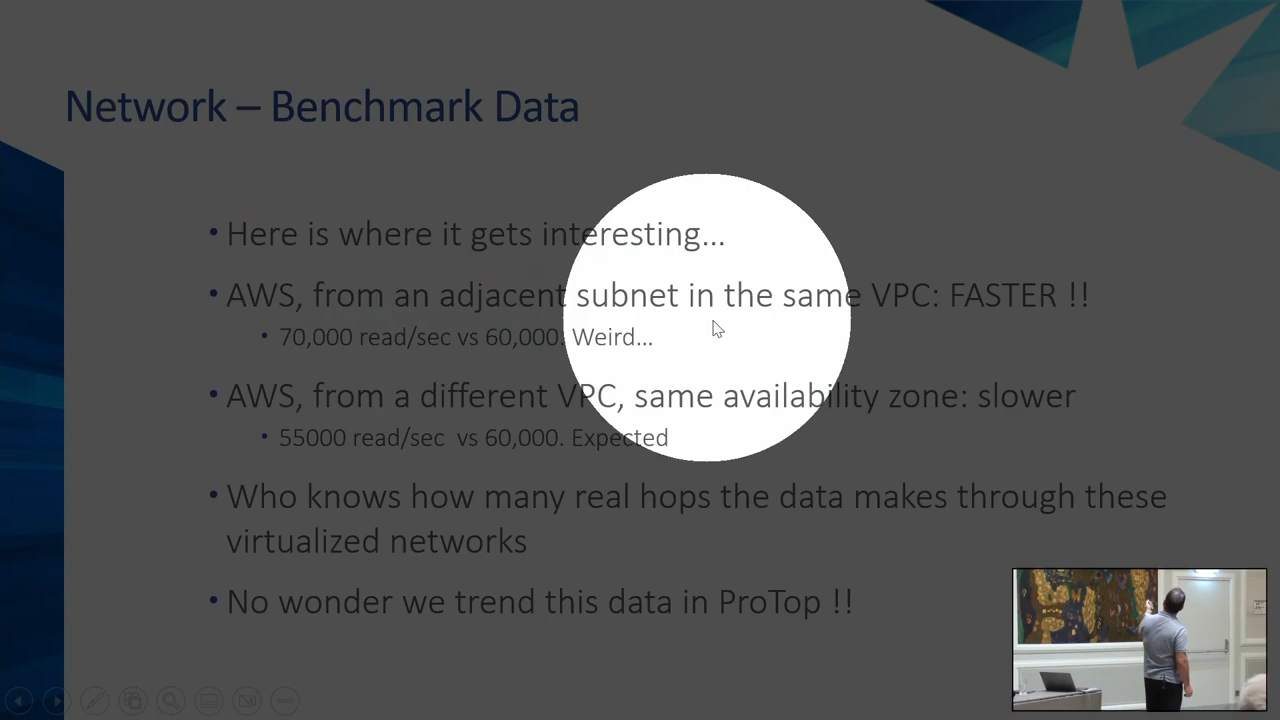 Network – Benchmark Data
• Here is where it gets interesting…
• AWS, from an adjacent subnet in the same VPC: FASTER !!
• 70,000 read/sec vs 60,000. Weird…
• AWS, from a different VPC, same availability zone: slower
• 55000 read/sec vs 60,000. Expected
• Who knows how many real hops the data makes through these
virtualized networks
• No wonder we trend this data in ProTop !!